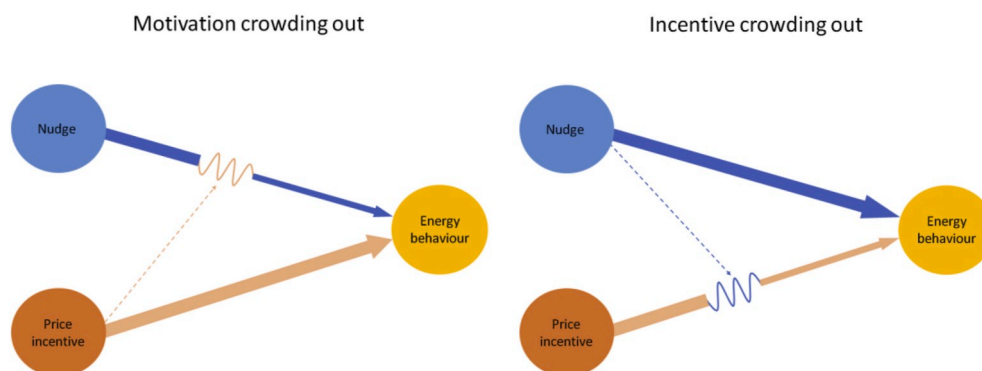 Motivation crowding out
Incentive crowding out
Nudge
Energy
behaviour
Price
incentive
Nudge
Energy
behaviour
Price
incentive